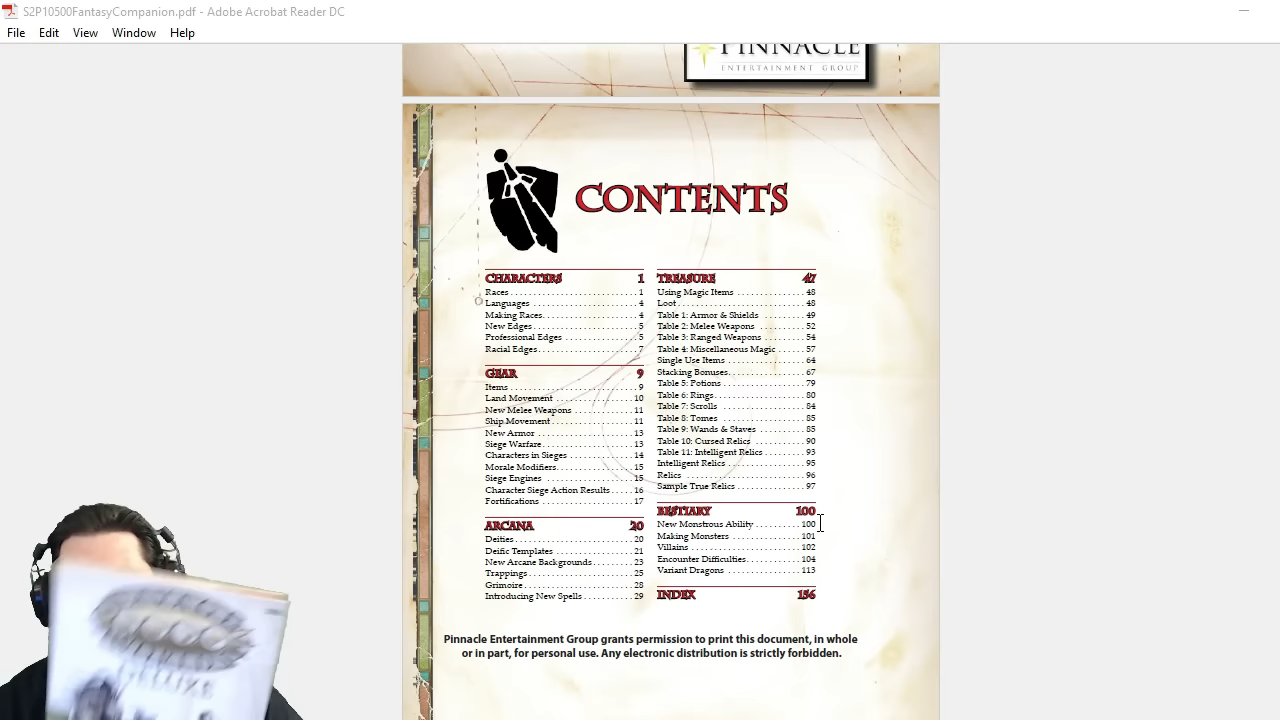 S2P10500FantasyCompanion.pdf - Adobe Acrobat Reader DC
File Edit View Window Help
PINNACLE
ENTERTAINMENT GROUP
CONTENTS
CHARACTERS 1
Races 1
Languages 4
Making Races 4
New Edges 5
Professional Edges 5
Racial Edges 7
GEAR 9
Items 9
Land Movement 10
New Melee Weapons 11
Ship Movement 11
New Armor 13
Siege Warfare 13
Characters in Sieges 14
Morale Modifiers 15
Siege Engines 15
Character Siege Action Results 16
Fortifications 17
ARCANA 20
Deities 20
Deific Templates 21
New Arcane Backgrounds 23
Trappings 25
Grimoire 28
Introducing New Spells 29
TREASURE 47
Using Magic Items 48
Loot 48
Table 1: Armor & Shields 49
Table 2: Melee Weapons 52
Table 3: Ranged Weapons 54
Table 4: Miscellaneous Magic 57
Single Use Items 64
Stacking Bonuses 67
Table 5: Potions 79
Table 6: Rings 80
Table 7: Scrolls 84
Table 8: Tomes 85
Table 9: Wands & Staves 85
Table 10: Cursed Relics 90
Table 11: Intelligent Relics 93
Intelligent Relics 95
Relics 96
Sample True Relics 97
BESTIARY 100
New Monstrous Ability 100
Making Monsters 101
Villains 102
Encounter Difficulties 104
Variant Dragons 113
INDEX 156
Pinnacle Entertainment Group grants permission to print this document, in whole
or in part, for personal use. Any electronic distribution is strictly forbidden.